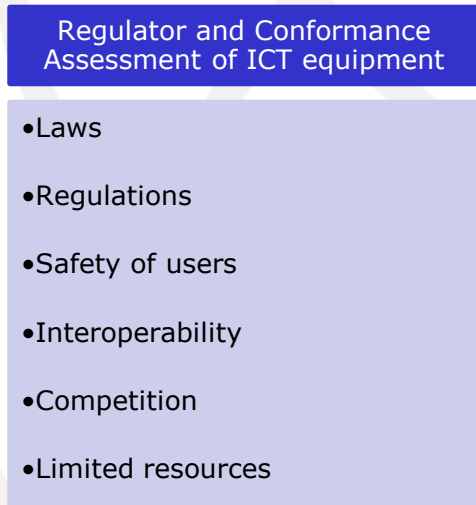 Regulator and Conformance
Assessment of ICT equipment
•Laws
•Regulations
•Safety of users
•Interoperability
•Competition
•Limited resources